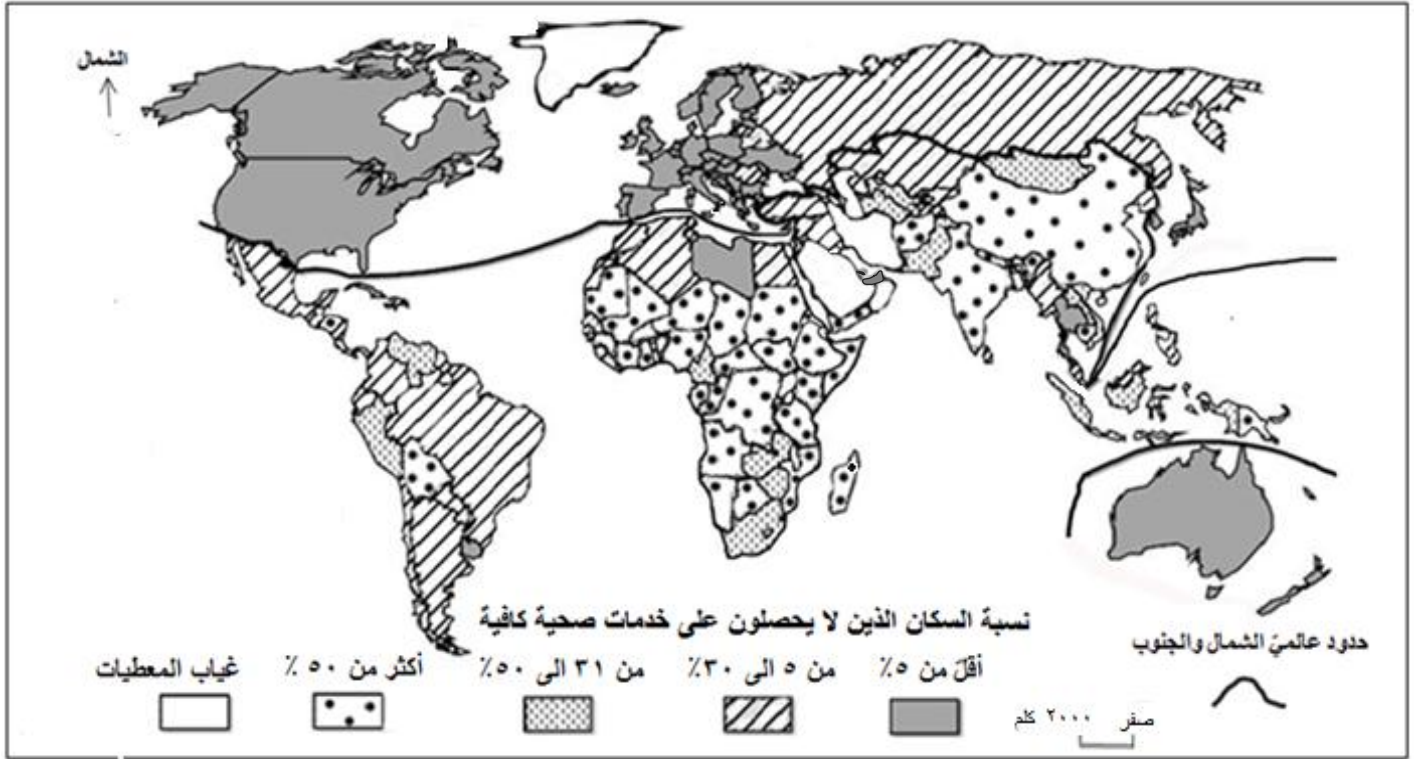 الشمال
نسبة السكان الذين لا يحصلون على خدمات صحية كافية
حدود عالميّ الشمال والجنوب
أقلّ من ٥٪
من ٥ الى ٣٠٪
من ٣١ الى ٥٠٪
أكثر من ٥٠ ٪
غياب المعطيات
صفر ٢٠٠٠ كلم